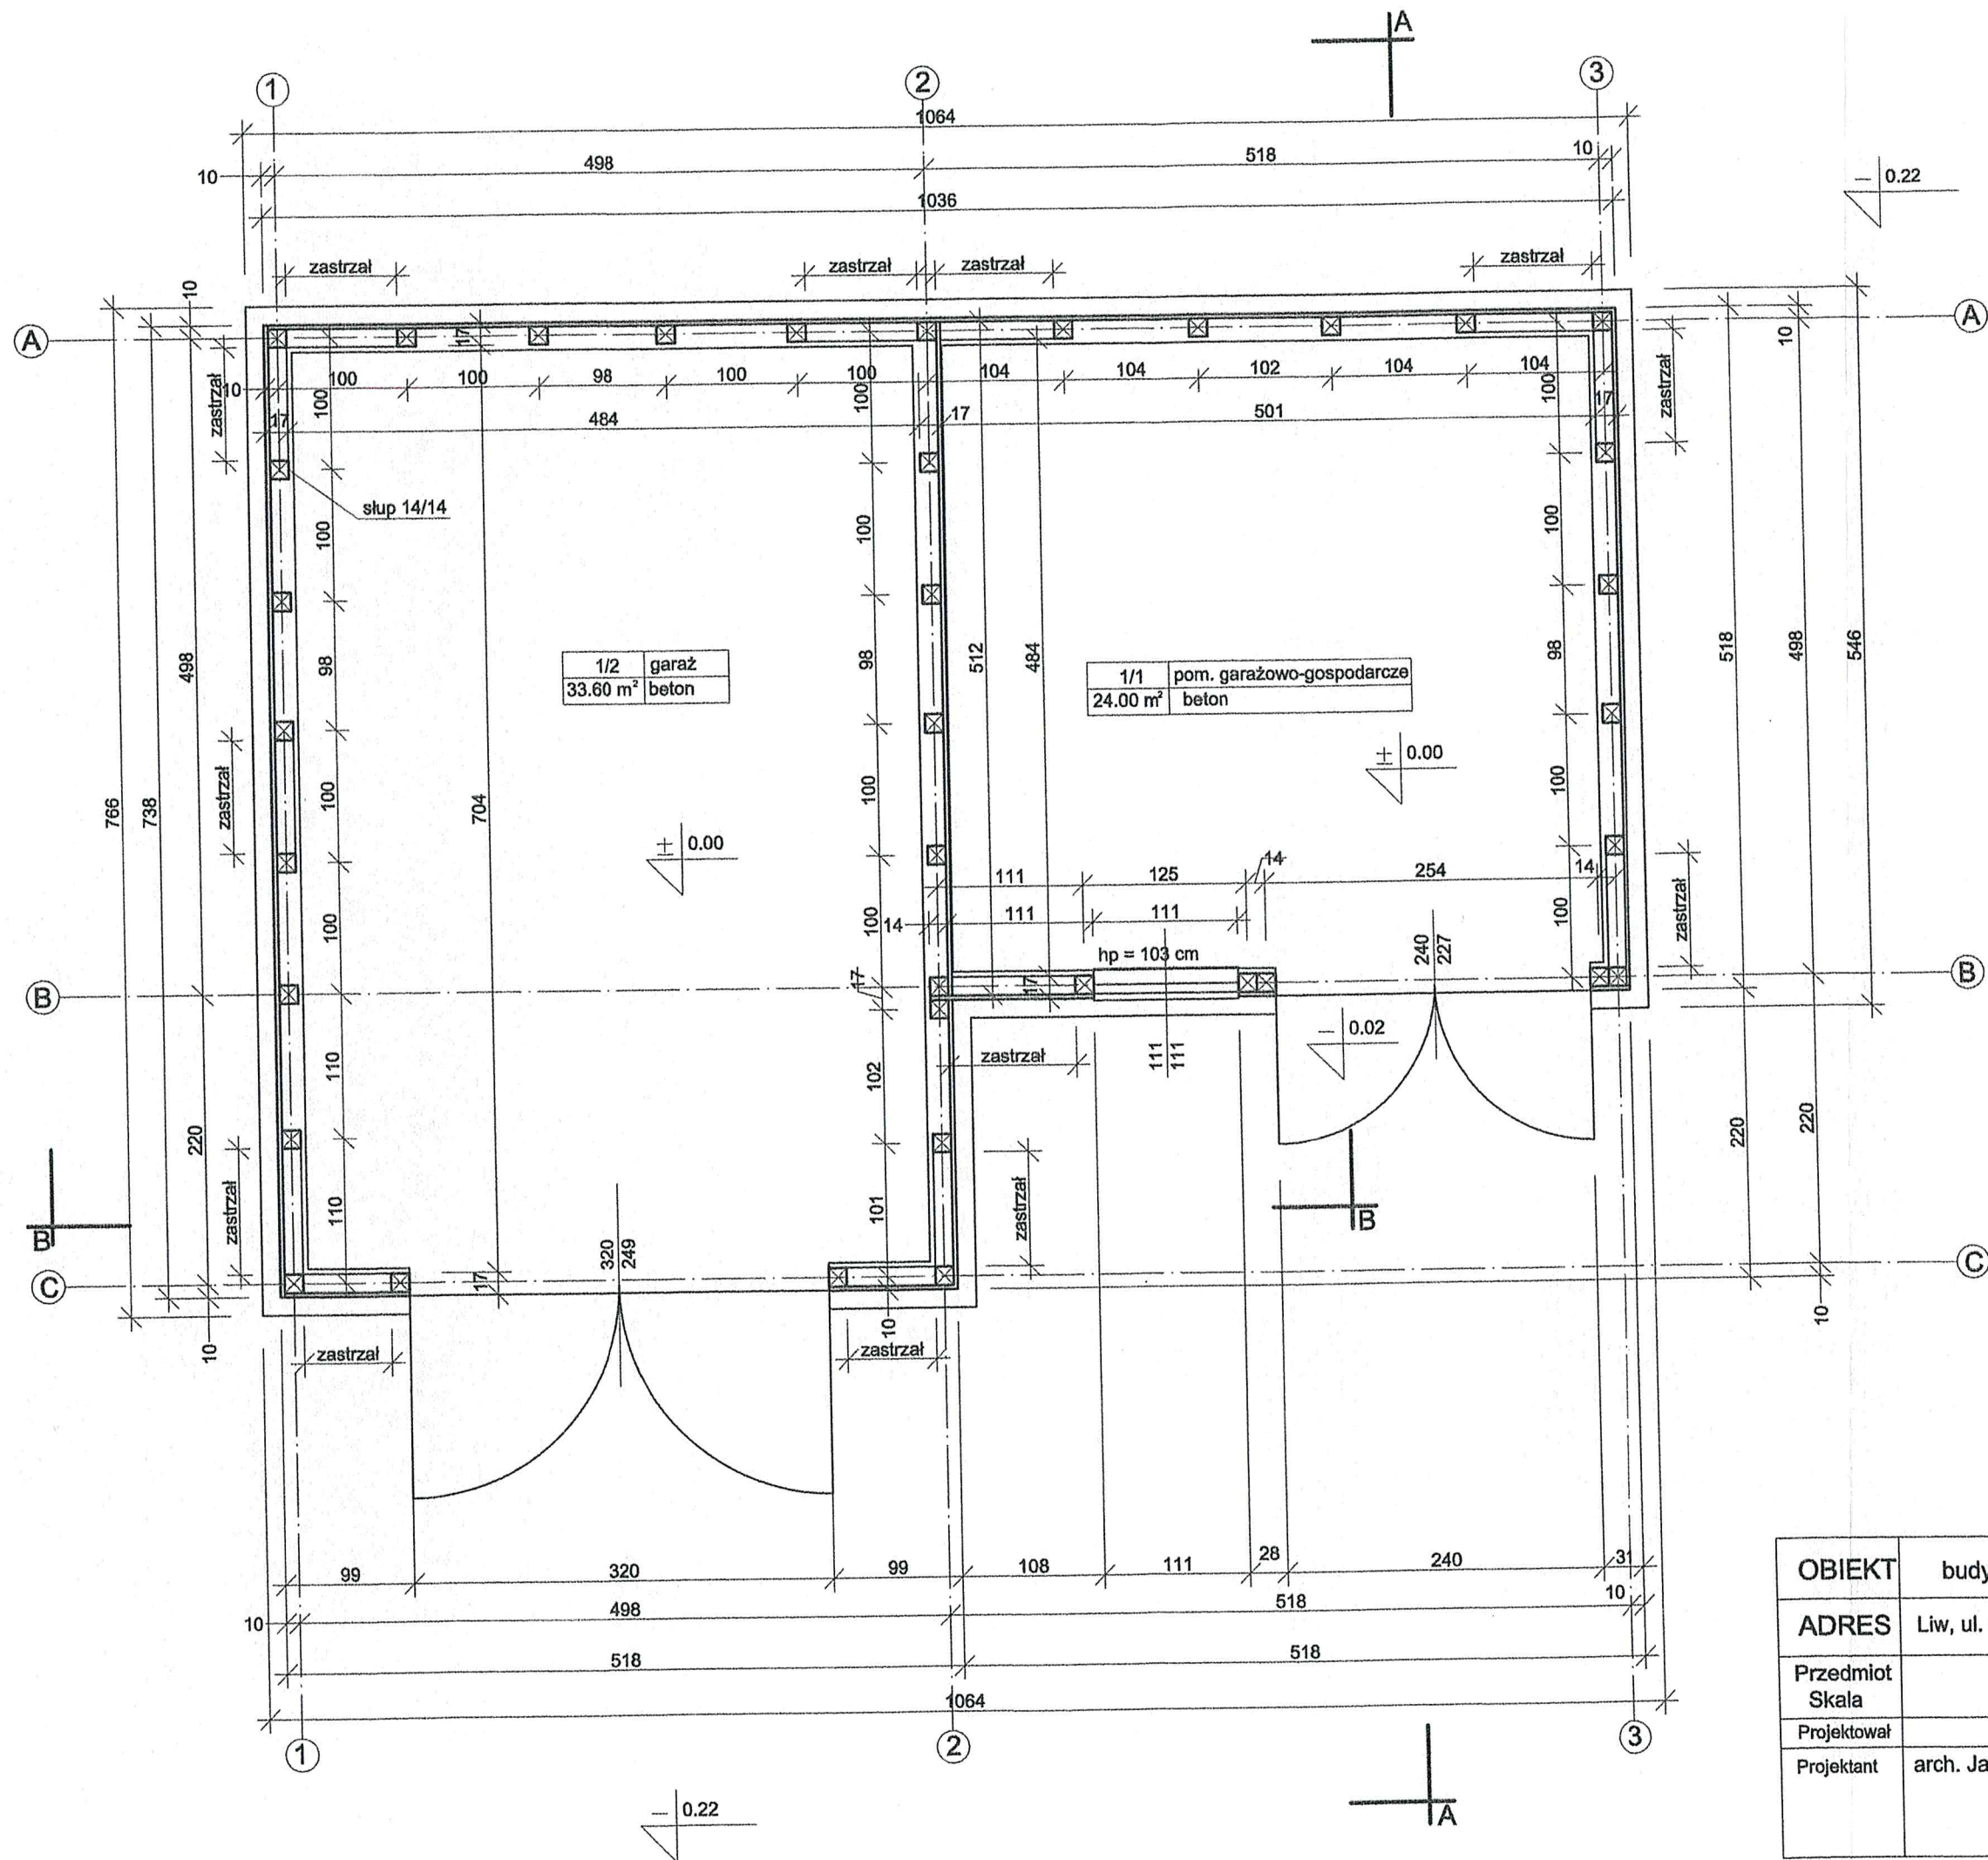 A
1
2
3
1064
498
518
10
10
1036
− 0.22
zastrzał
zastrzał
zastrzał
zastrzał
A
A
10
10
17
10
100
100
98
100
100
104
104
102
104
104
17
484
17
501
17
zastrzał
zastrzał
100
100
100
słup 14/14
100
100
100
1/2 garaż
33.60 m² beton
1/1 pom. garażowo-gospodarcze
24.00 m² beton
98
98
98
512
484
498
518
498
546
766
738
704
± 0.00
± 0.00
zastrzał
100
100
100
111
125
14
254
14
14
111
111
zastrzał
100
100
100
hp = 103 cm
240
227
17
17
B
B
− 0.02
zastrzał
111
111
110
102
220
220
220
zastrzał
110
101
zastrzał
B
B
320
249
17
C
C
10
10
10
zastrzał
zastrzał
99
320
99
108
111
28
240
31
10
498
518
10
518
518
1064
1
2
3
− 0.22
A
OBIEKT budy
ADRES Liw, ul.
Przedmiot
Skala
Projektował
Projektant arch. Ja